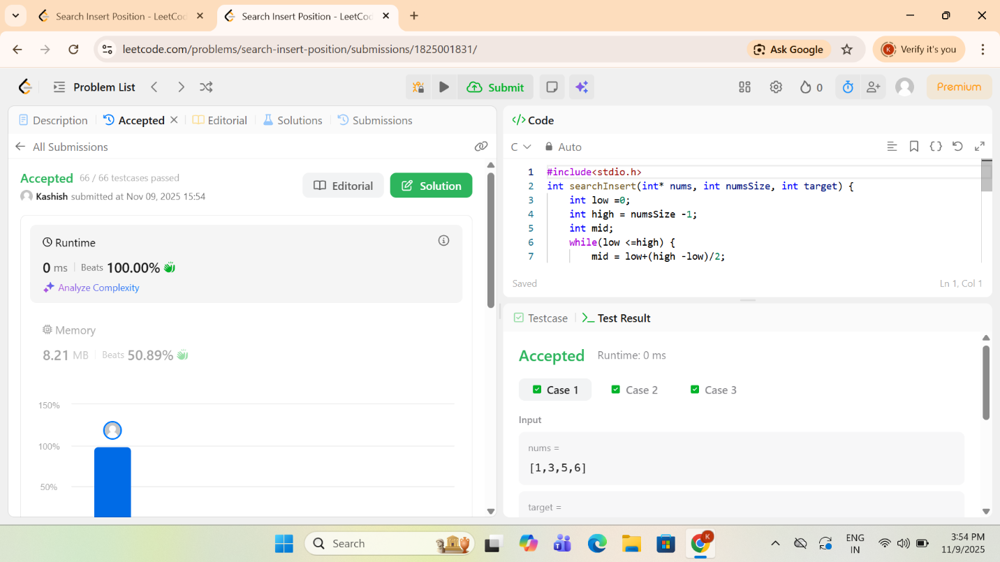 Search Insert Position - LeetCod
Search Insert Position - LeetCod
leetcode.com/problems/search-insert-position/submissions/1825001831/
Ask Google
K
Verify it's you
Problem List
Submit
0
Premium
Description
Accepted
Editorial
Solutions
Submissions
All Submissions
Accepted 66 / 66 testcases passed
Kashish submitted at Nov 09, 2025 15:54
Editorial
Solution
Runtime
0 ms Beats 100.00%
Analyze Complexity
Memory
8.21 MB Beats 50.89%
150%
100%
50%
</> Code
C
Auto
1 #include<stdio.h>
2 int searchInsert(int* nums, int numsSize, int target) {
3 int low =0;
4 int high = numsSize -1;
5 int mid;
6 while(low <=high) {
7 mid = low+(high -low)/2;
Saved
Ln 1, Col 1
Testcase
Test Result
Accepted Runtime: 0 ms
Case 1
Case 2
Case 3
Input
nums =
[1,3,5,6]
target =
Search
K
ENG
IN
3:54 PM
11/9/2025